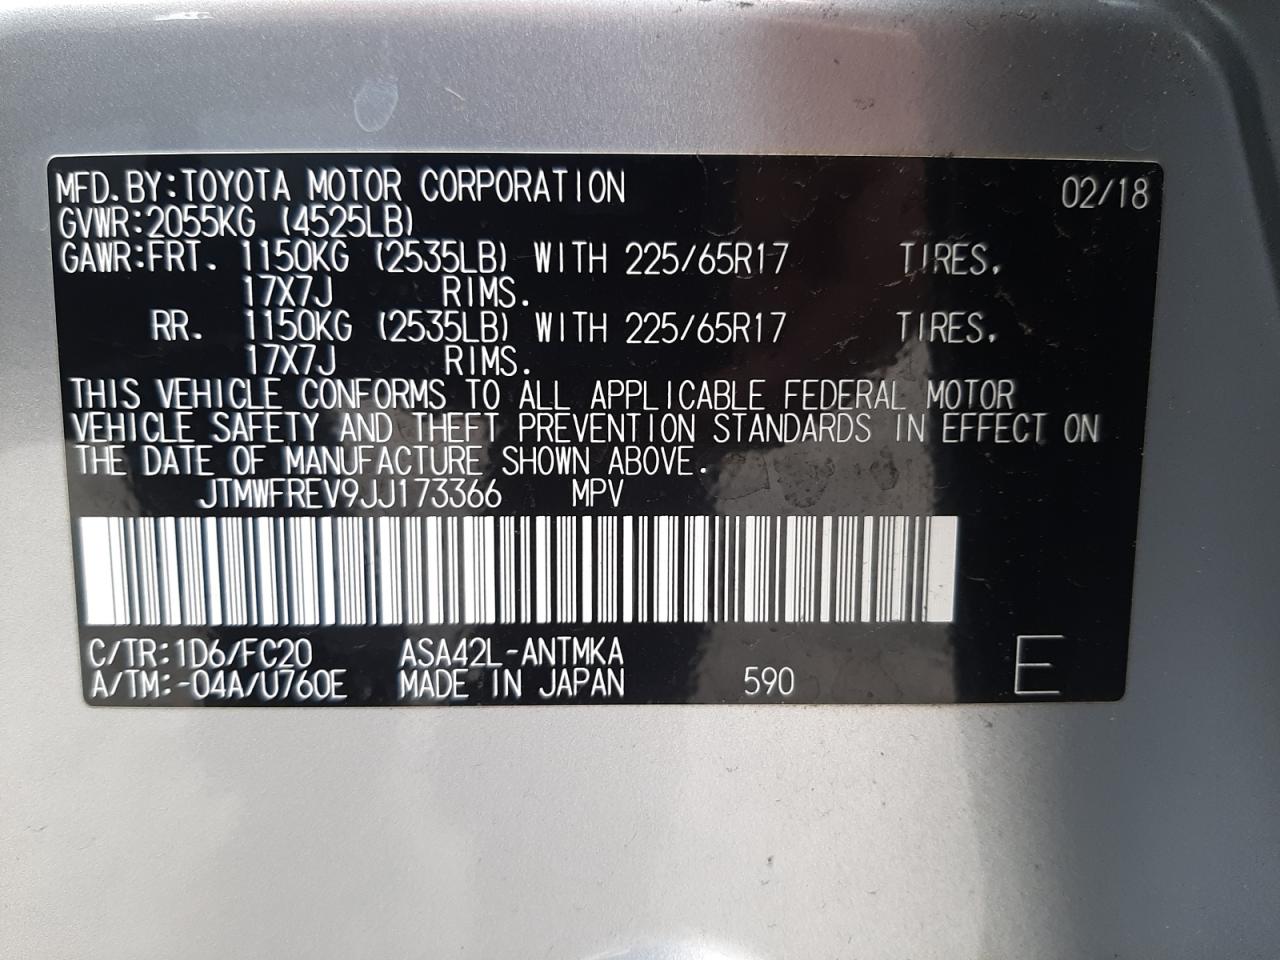 MFD.BY:TOYOTA MOTOR CORPORATION 02/18
GVWR:2055KG (4525LB)
GAWR:FRT. 1150KG (2535LB) WITH 225/65R17 TIRES,
17X7J RIMS.
RR. 1150KG (2535LB) WITH 225/65R17 TIRES,
17X7J RIMS.
THIS VEHICLE CONFORMS TO ALL APPLICABLE FEDERAL MOTOR
VEHICLE SAFETY AND THEFT PREVENTION STANDARDS IN EFFECT ON
THE DATE OF MANUFACTURE SHOWN ABOVE.
JTMWFREV9JJ173366 MPV
C/TR:1D6/FC20 ASA42L-ANTMKA
A/TM:-04A/U760E MADE IN JAPAN 590 E